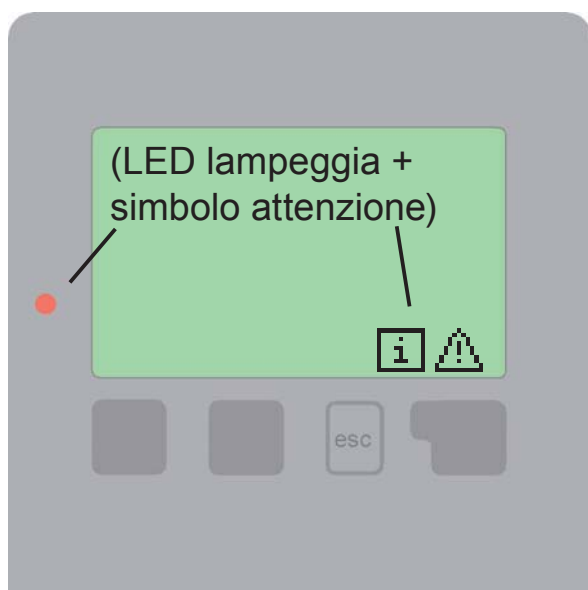 (LED lampeggia +
simbolo attenzione)
i
esc